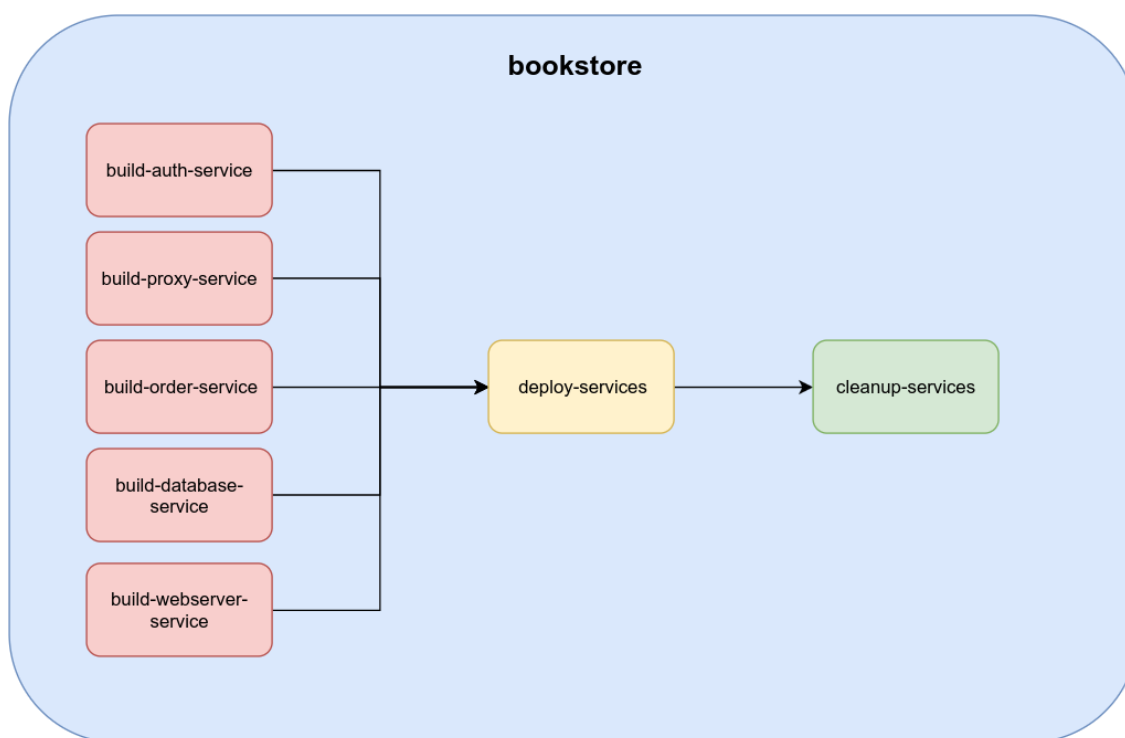 bookstore
build-auth-service
build-proxy-service
build-order-service
deploy-services
cleanup-services
build-database-
service
build-webserver-
service